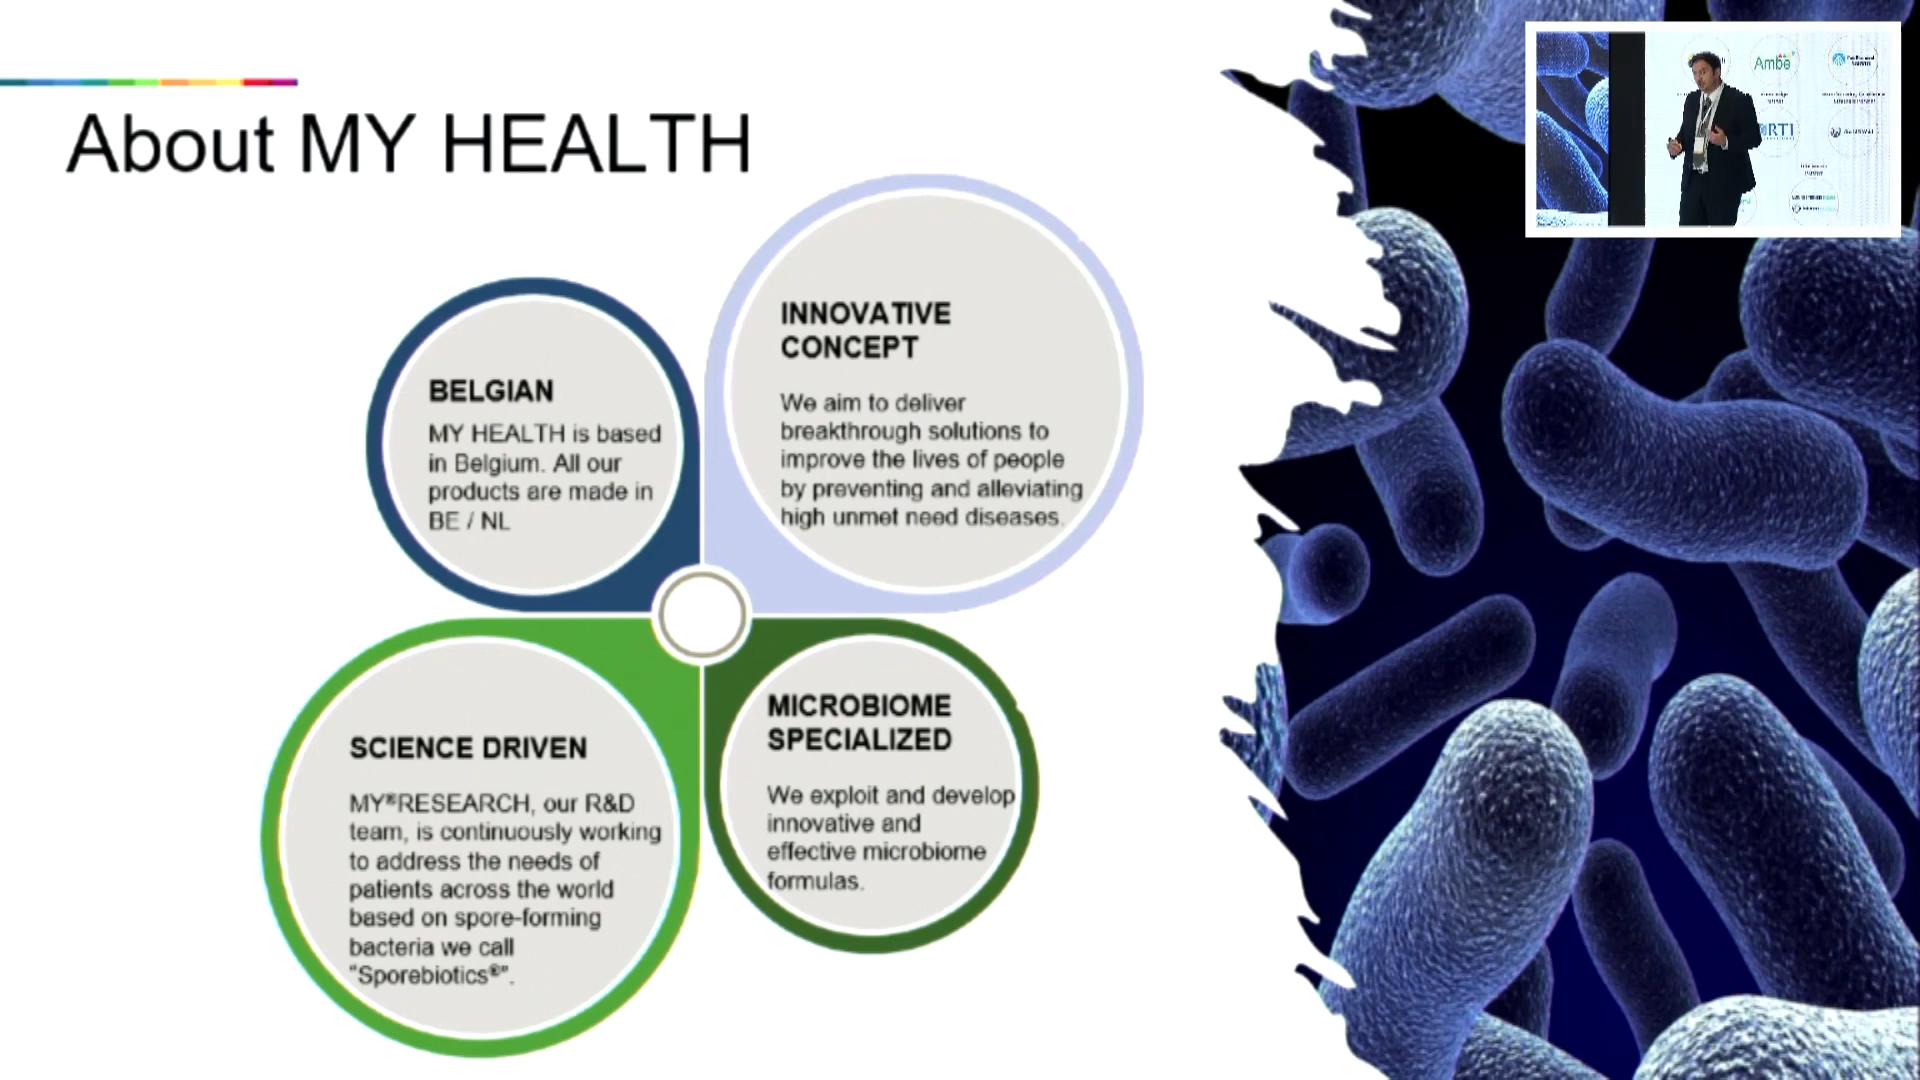 About MY HEALTH
BELGIAN
MY HEALTH is based
in Belgium. All our
products are made in
BE / NL
INNOVATIVE
CONCEPT
We aim to deliver
breakthrough solutions to
improve the lives of people
by preventing and alleviating
high unmet need diseases.
SCIENCE DRIVEN
MY®RESEARCH, our R&D
team, is continuously working
to address the needs of
patients across the world
based on spore-forming
bacteria we call
"Sporebiotics®".
MICROBIOME
SPECIALIZED
We exploit and develop
innovative and
effective microbiome
formulas.
Ambe
RTI